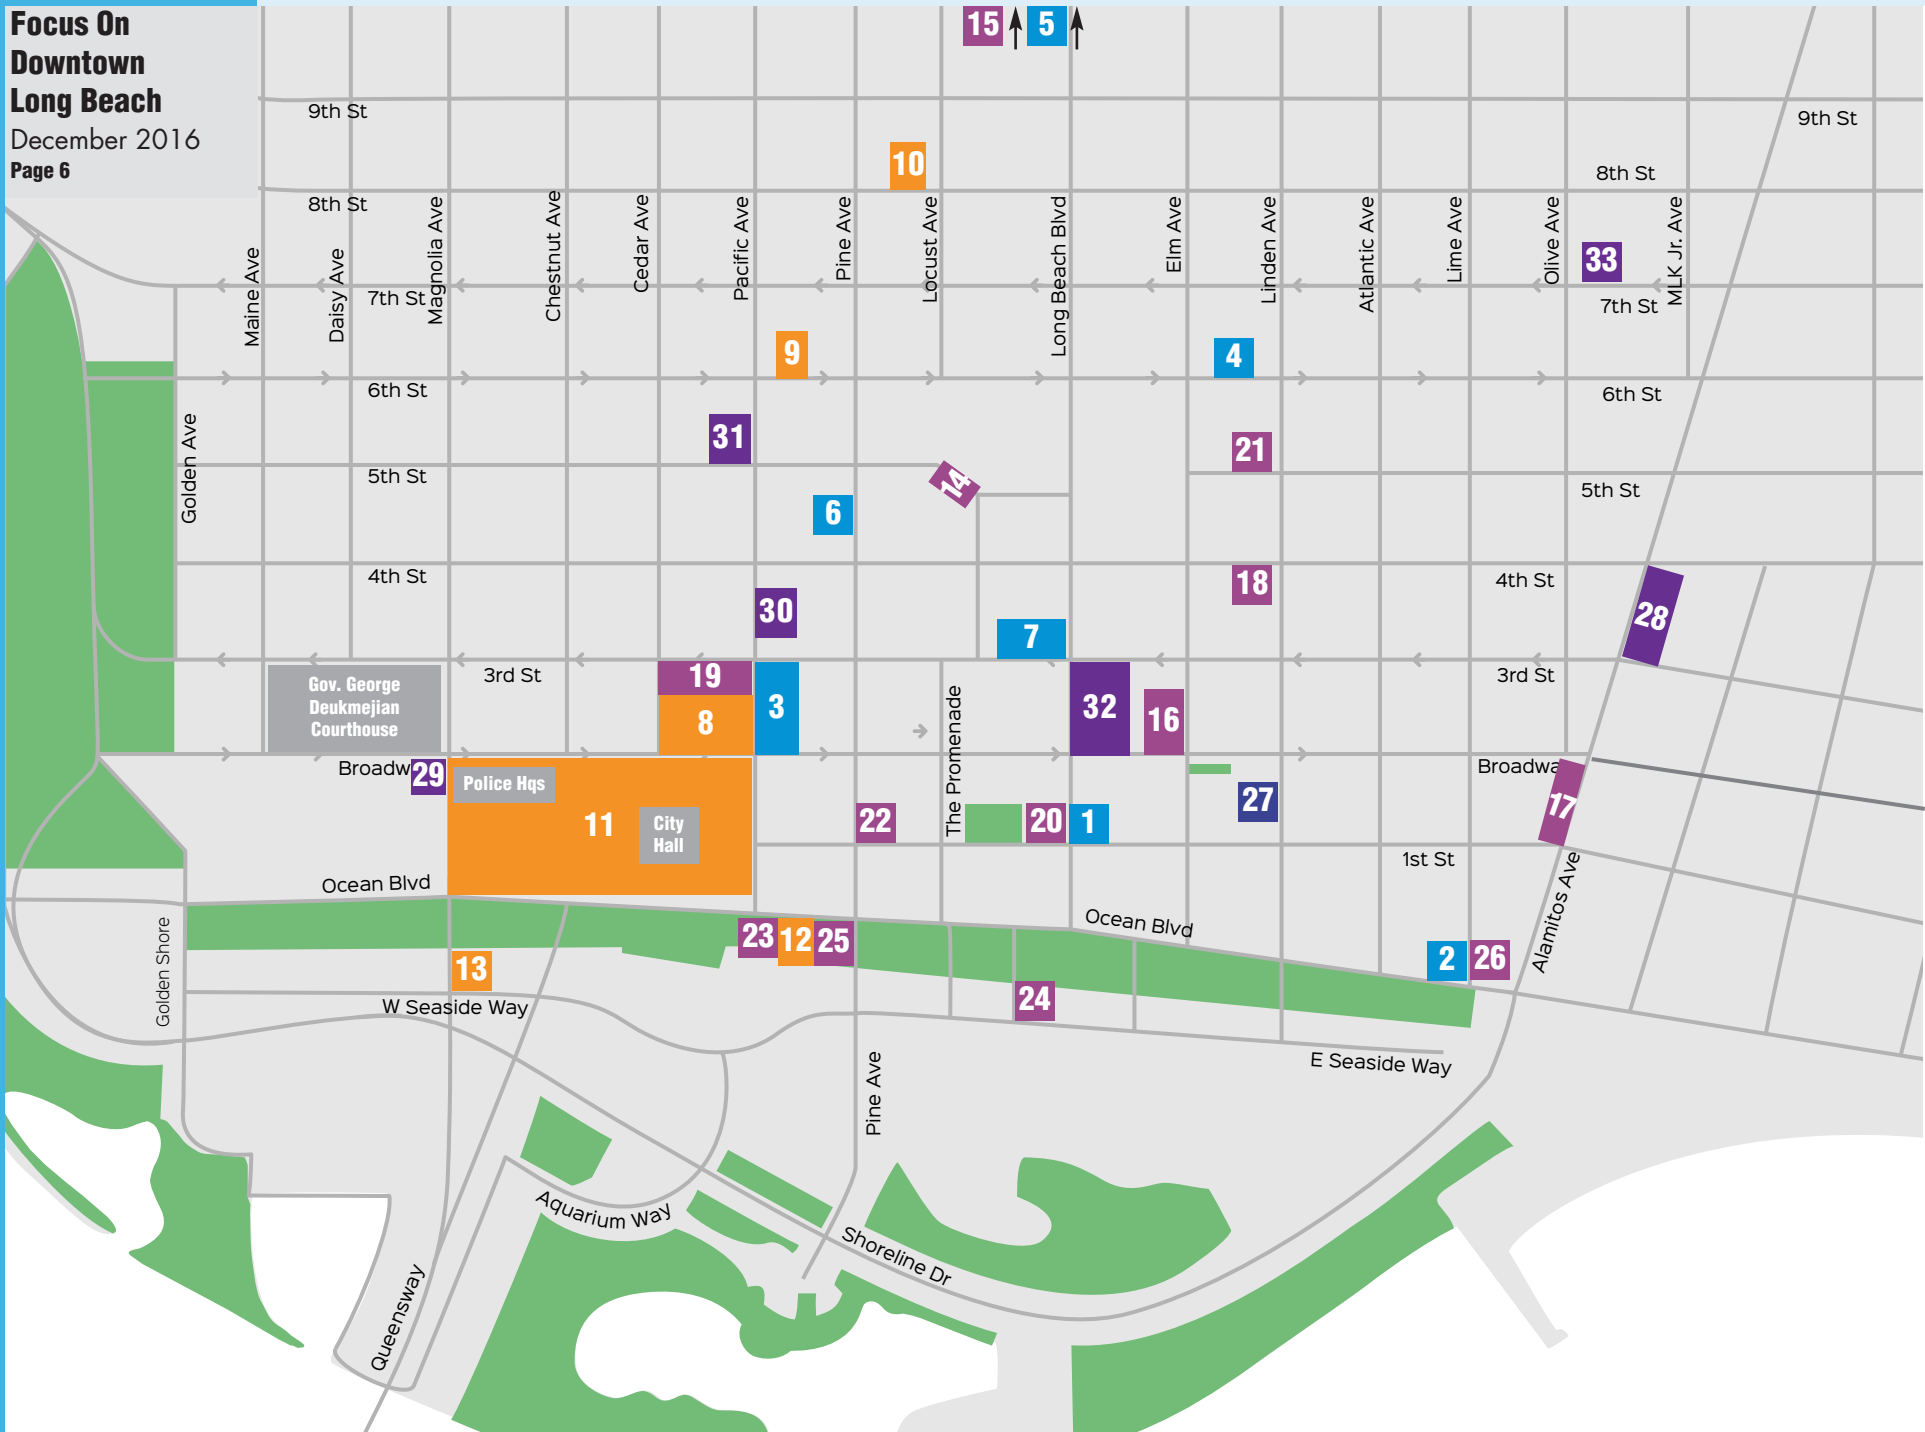 Focus On
Downtown
Long Beach
December 2016
Page 6
15
5
9th St
9th St
10
8th St
8th St
Maine Ave
Daisy Ave
Magnolia Ave
Chestnut Ave
Cedar Ave
Pacific Ave
Pine Ave
Locust Ave
Long Beach Blvd
Elm Ave
Linden Ave
Atlantic Ave
Lime Ave
Olive Ave
MLK Jr. Ave
33
7th St
7th St
9
4
6th St
6th St
Golden Ave
31
21
5th St
14
5th St
6
4th St
18
4th St
30
28
7
3rd St
3rd St
Gov. George
Deukmejian
Courthouse
19
8
3
The Promenade
32
16
Broadw
29
Police Hqs
11
City
Hall
22
20
1
27
Broadwa
17
1st St
Ocean Blvd
Ocean Blvd
Alamitos Ave
Golden Shore
23
12
25
2
26
13
24
W Seaside Way
E Seaside Way
Pine Ave
Aquarium Way
Shoreline Dr
Queensway